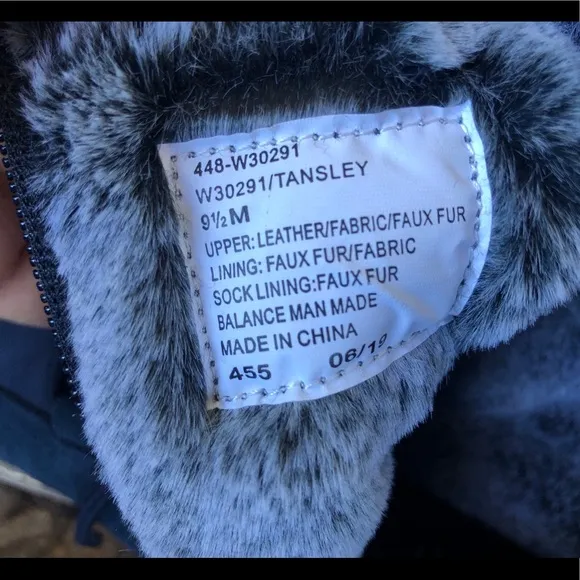 448-W30291
W30291/TANSLEY
9½ M
UPPER: LEATHER/FABRIC/FAUX FUR
LINING: FAUX FUR/FABRIC
SOCK LINING: FAUX FUR
BALANCE MAN MADE
MADE IN CHINA
455 06/19